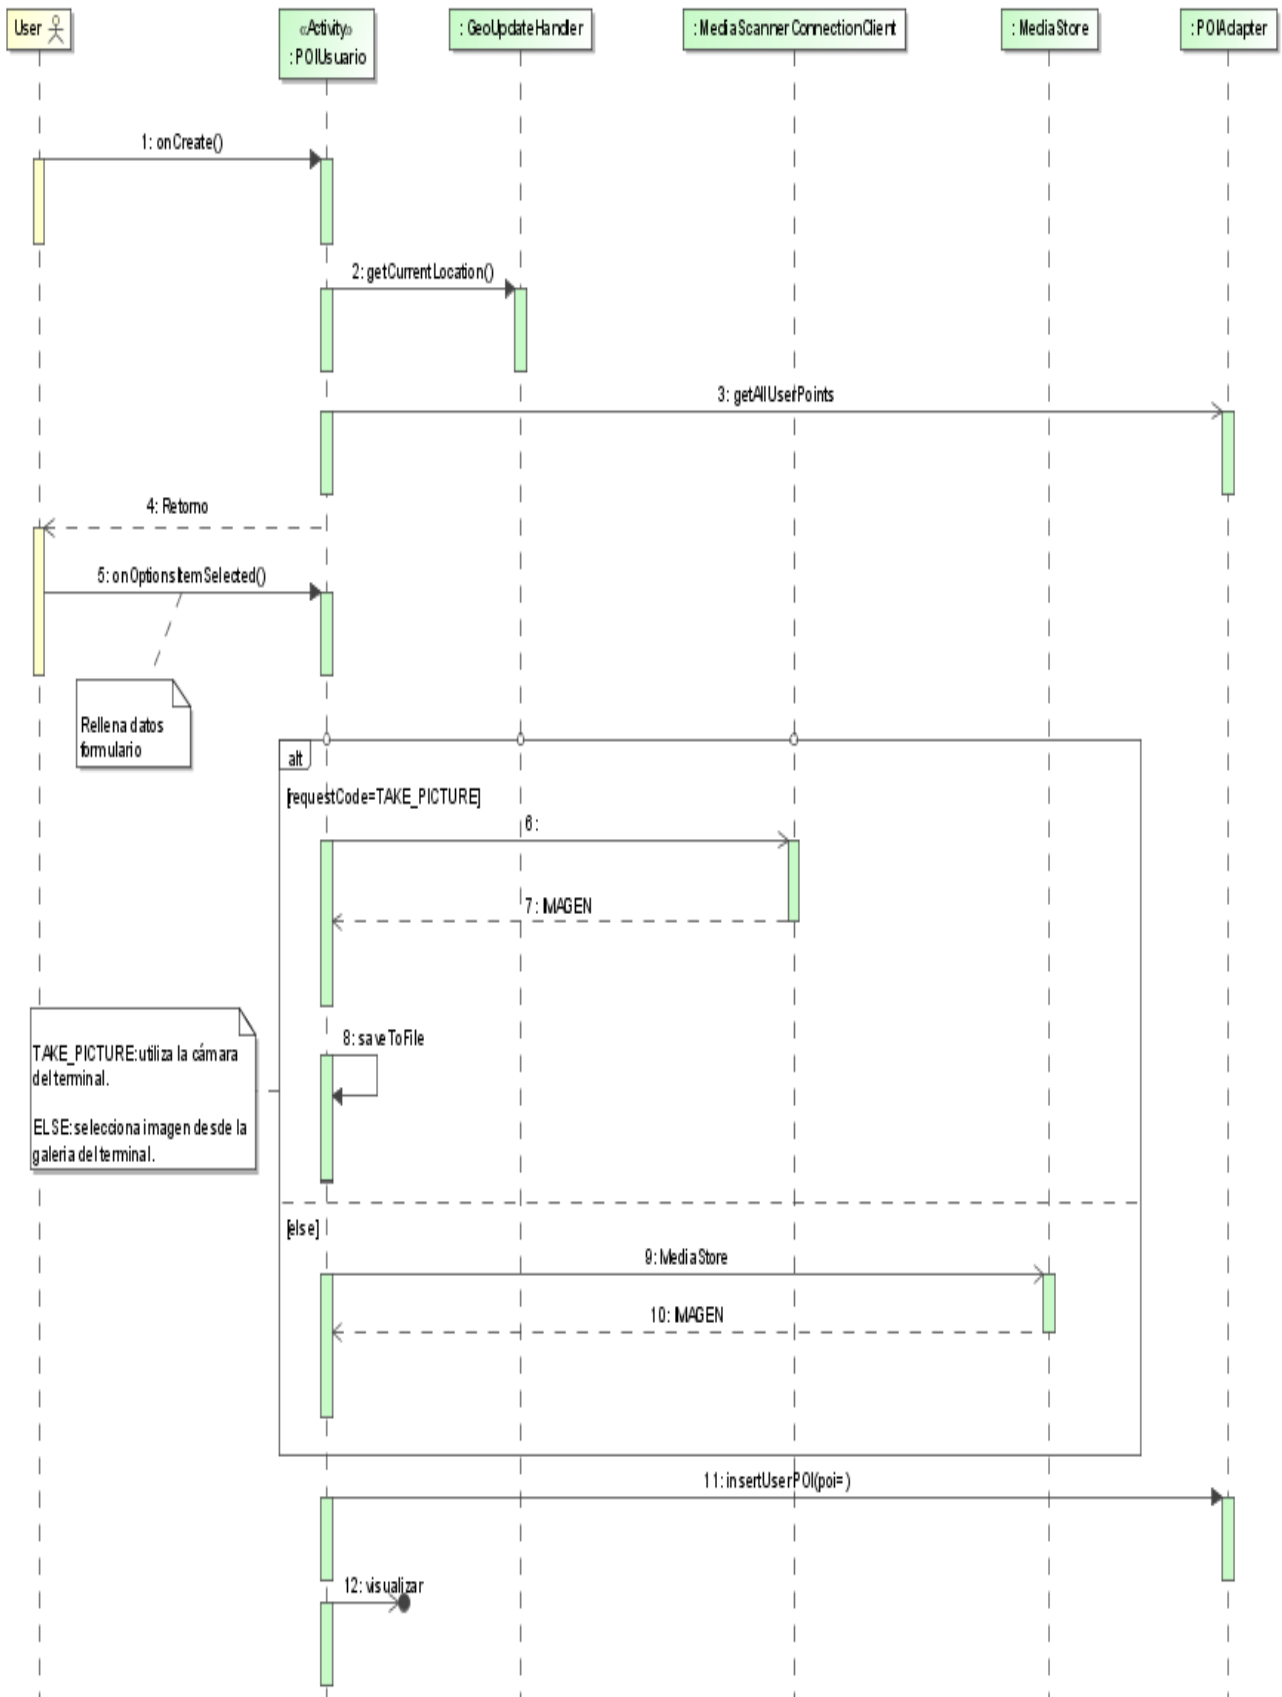 User
«Activity»
: POIUsuario
: GeoUpdateHandler
: MediaScannerConnectionClient
: MediaStore
: POIAdapter
1: onCreate()
2: getCurrentLocation()
3: getAllUserPoints
4: Retorno
5: onOptionsItemSelected()
Rellena datos
formulario
alt
[requestCode=TAKE_PICTURE]
6:
7: IMAGEN
8: saveToFile
TAKE_PICTURE: utiliza la cámara
del terminal.
ELSE: selecciona imagen desde la
galeria del terminal.
[else]
9: MediaStore
10: IMAGEN
11: insertUserPOI(poi= )
12: visualizar